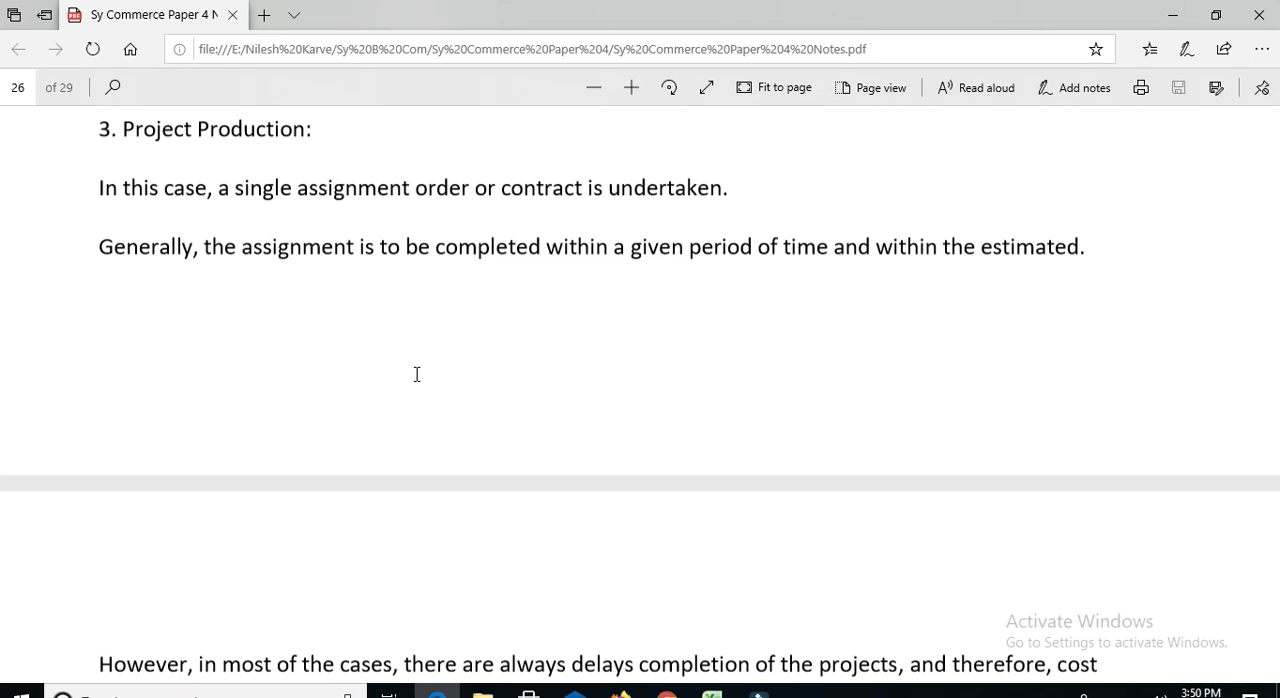 Sy Commerce Paper 4 N
file:///E:/Nilesh%20Karve/Sy%20B%20Com/Sy%20Commerce%20Paper%204/Sy%20Commerce%20Paper%204%20Notes.pdf
26 of 29 Fit to page Page view Read aloud Add notes
3. Project Production:
In this case, a single assignment order or contract is undertaken.
Generally, the assignment is to be completed within a given period of time and within the estimated.
Activate Windows
Go to Settings to activate Windows.
However, in most of the cases, there are always delays completion of the projects, and therefore, cost
3:50 PM